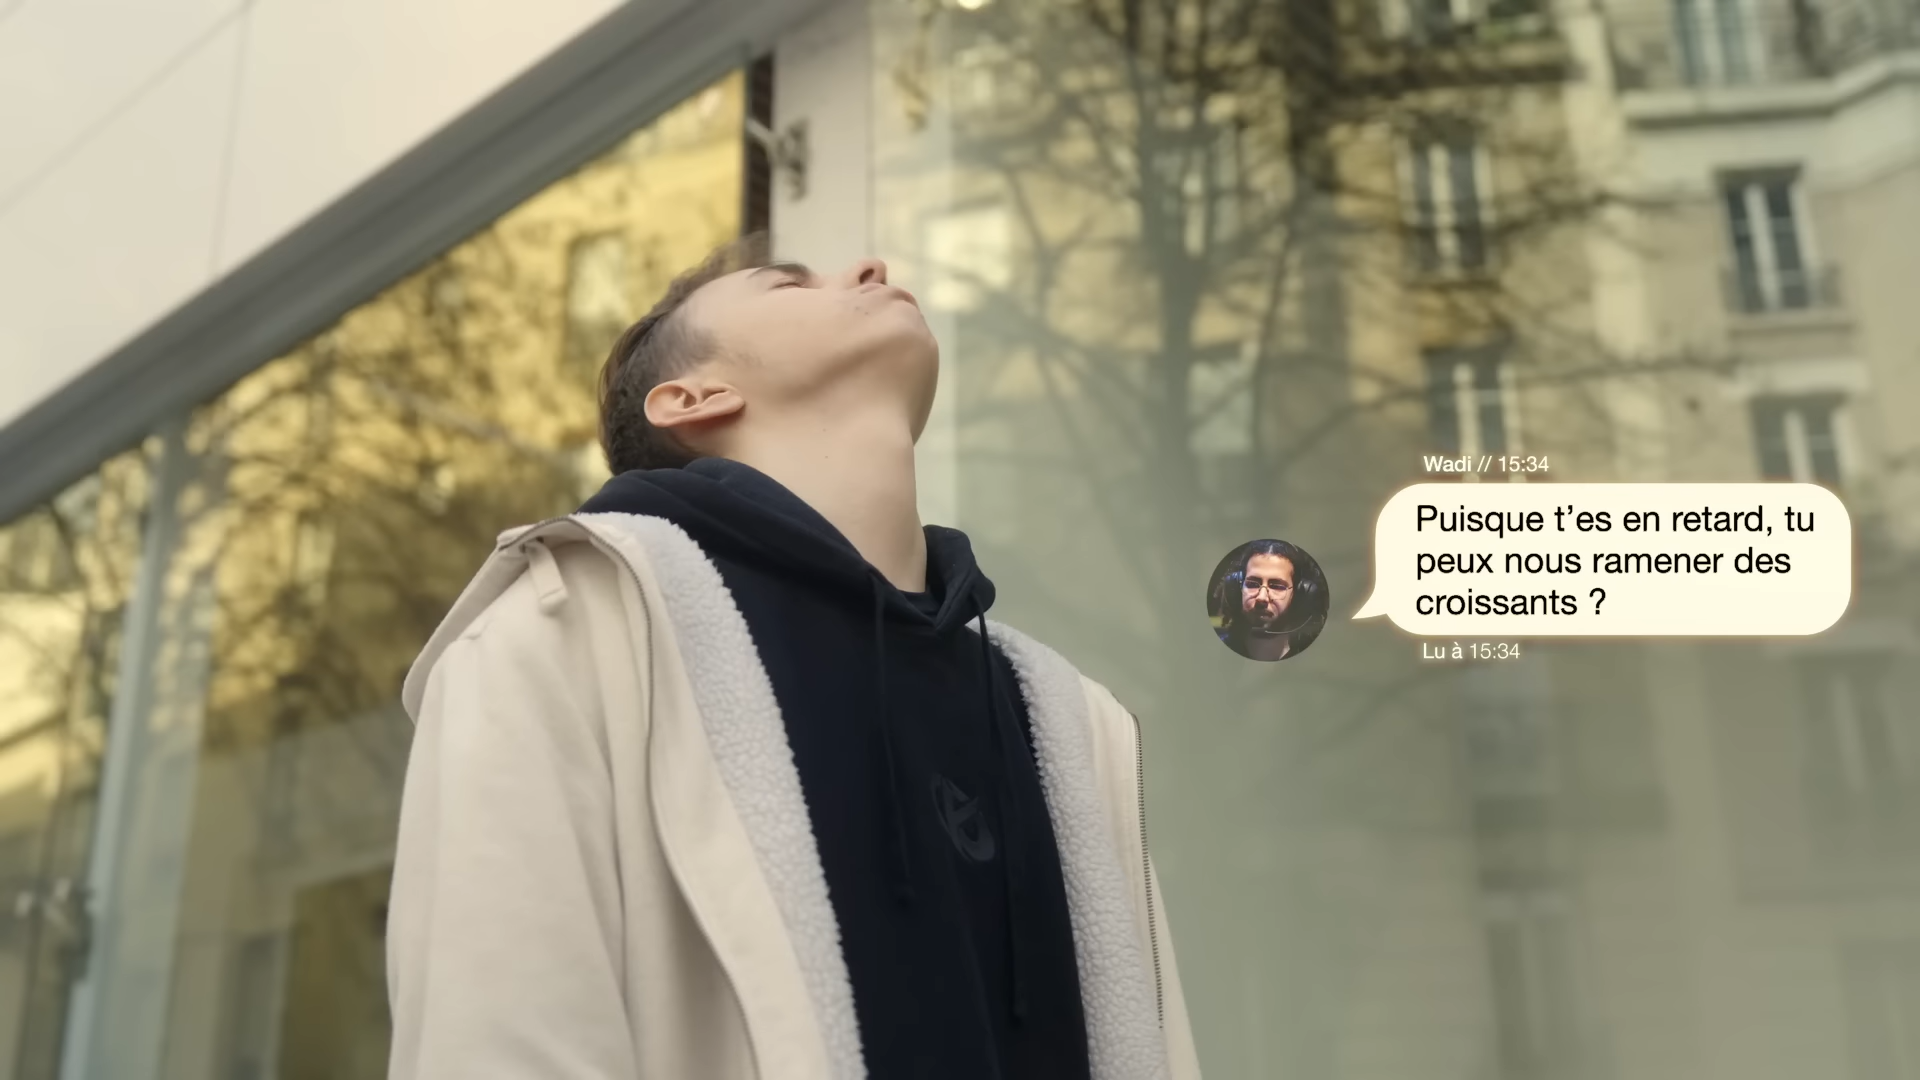 Wadi // 15:34
Puisque t’es en retard, tu
peux nous ramener des
croissants ?
Lu à 15:34